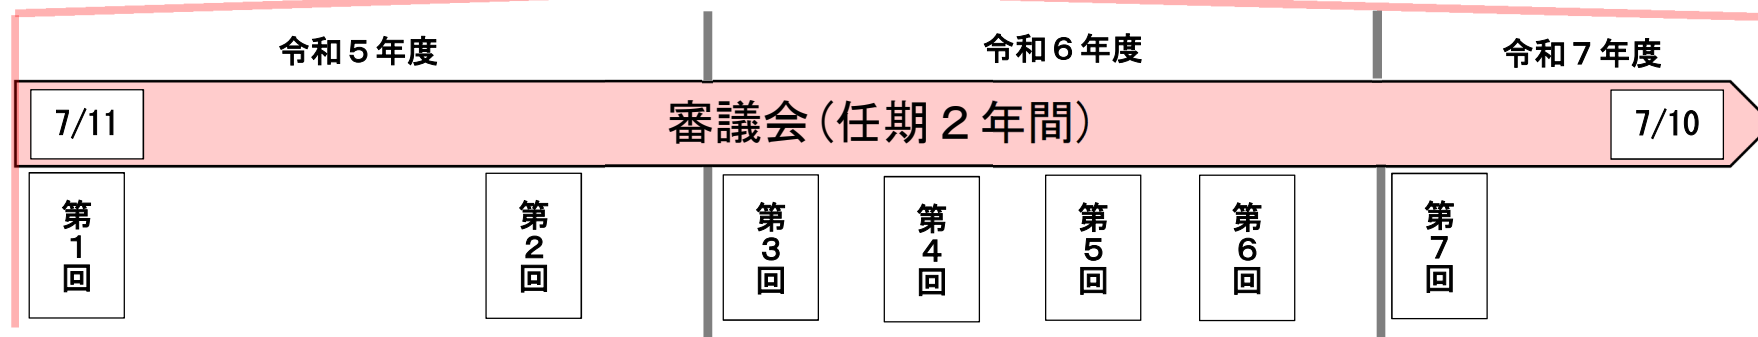 令和５年度
令和６年度
令和７年度
7/11
審議会(任期２年間)
7/10
第１回
第２回
第３回
第４回
第５回
第６回
第７回